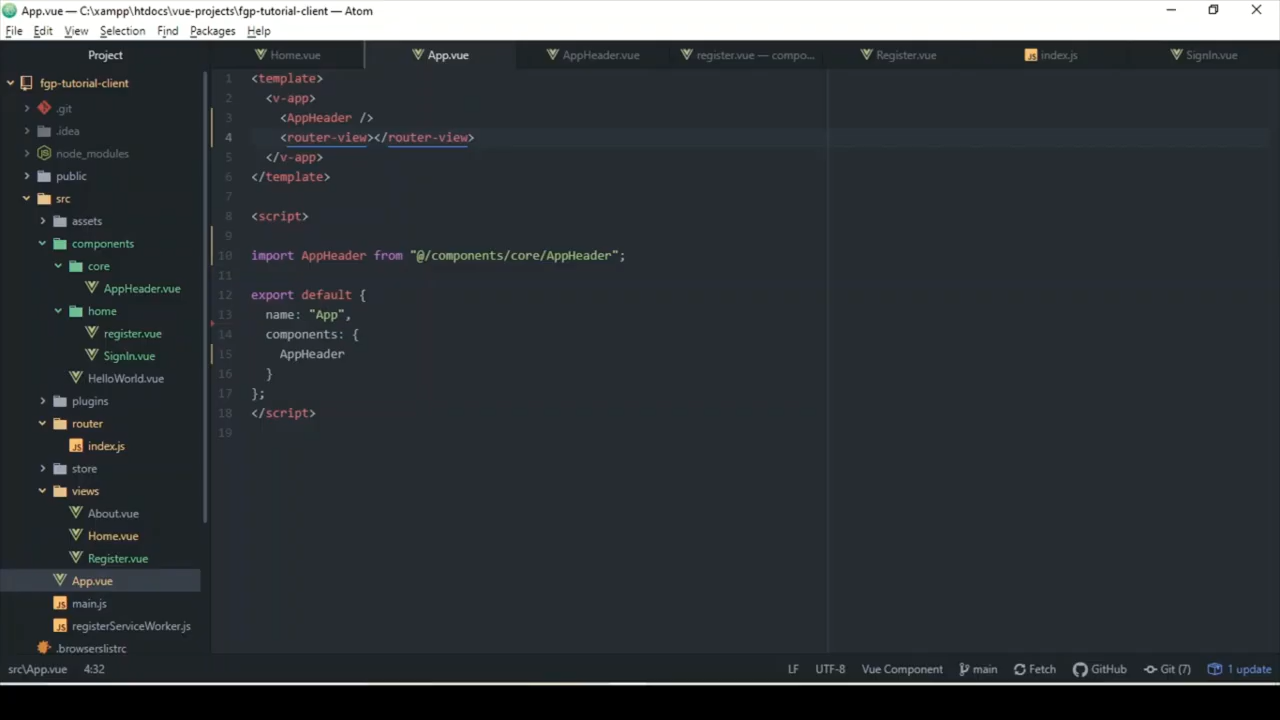 App.vue — C:\xampp\htdocs\vue-projects\fgp-tutorial-client — Atom
File Edit View Selection Find Packages Help
Project
Home.vue
App.vue
AppHeader.vue
register.vue — compo...
Register.vue
index.js
SignIn.vue
fgp-tutorial-client
.git
.idea
node_modules
public
src
assets
components
core
AppHeader.vue
home
register.vue
SignIn.vue
HelloWorld.vue
plugins
router
index.js
store
views
About.vue
Home.vue
Register.vue
App.vue
main.js
registerServiceWorker.js
.browserslistrc
1 <template>
2 <v-app>
3 <AppHeader />
4 <router-view></router-view>
5 </v-app>
6 </template>
7
8 <script>
9
10 import AppHeader from "@/components/core/AppHeader";
11
12 export default {
13 name: "App",
14 components: {
15 AppHeader
16 }
17 };
18 </script>
19
src\App.vue 4:32 LF UTF-8 Vue Component main Fetch GitHub Git (7) 1 update